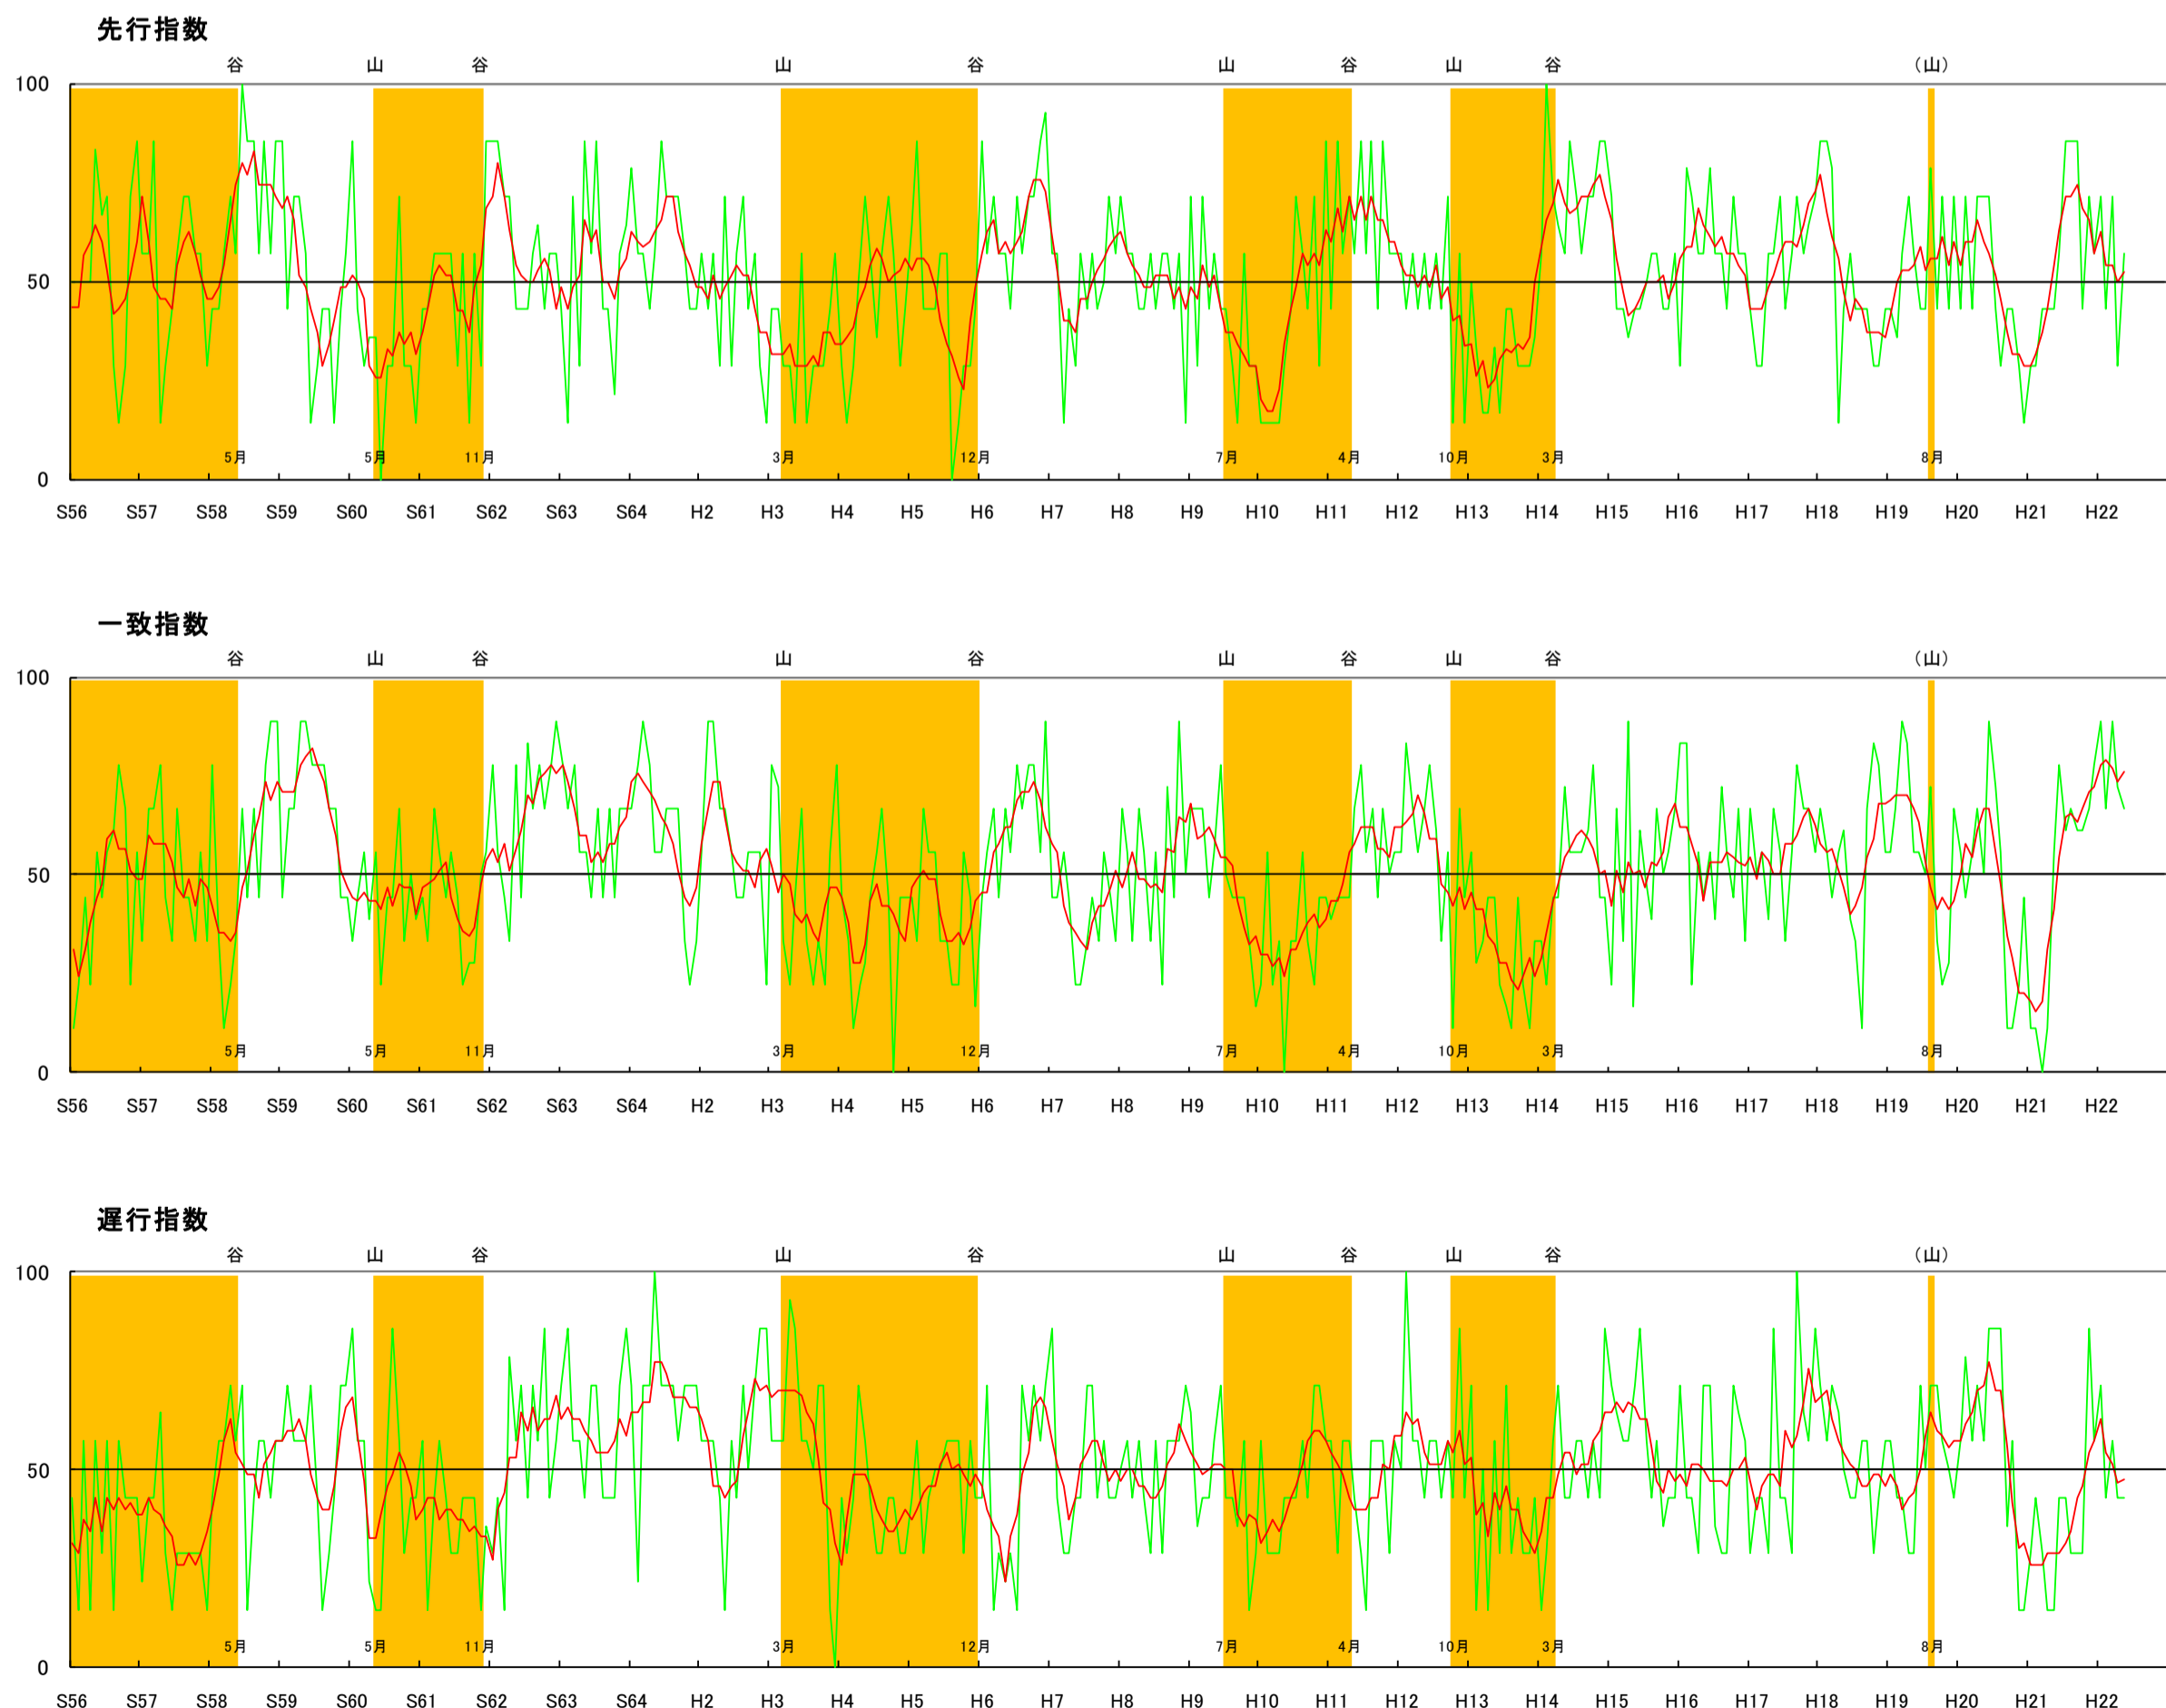 先行指数
谷 山 谷 山 谷 山 谷 山 谷 （山）
100
50
5月 5月 11月 3月 12月 7月 4月 10月 3月 8月
0
S56 S57 S58 S59 S60 S61 S62 S63 S64 H2 H3 H4 H5 H6 H7 H8 H9 H10 H11 H12 H13 H14 H15 H16 H17 H18 H19 H20 H21 H22
一致指数
谷 山 谷 山 谷 山 谷 山 谷 （山）
100
50
5月 5月 11月 3月 12月 7月 4月 10月 3月 8月
0
S56 S57 S58 S59 S60 S61 S62 S63 S64 H2 H3 H4 H5 H6 H7 H8 H9 H10 H11 H12 H13 H14 H15 H16 H17 H18 H19 H20 H21 H22
遅行指数
谷 山 谷 山 谷 山 谷 山 谷 （山）
100
50
5月 5月 11月 3月 12月 7月 4月 10月 3月 8月
0
S56 S57 S58 S59 S60 S61 S62 S63 S64 H2 H3 H4 H5 H6 H7 H8 H9 H10 H11 H12 H13 H14 H15 H16 H17 H18 H19 H20 H21 H22